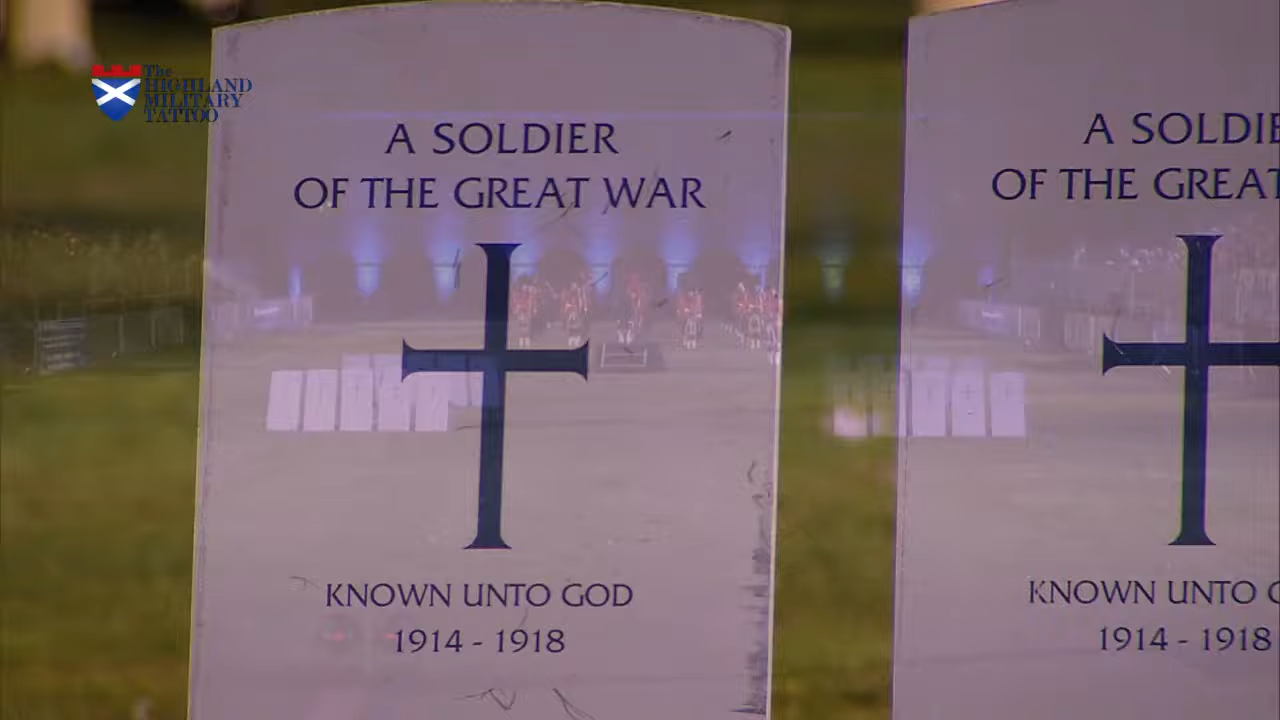 The
HIGHLAND
MILITARY
TATTOO
A SOLDIER
OF THE GREAT WAR
KNOWN UNTO GOD
1914 - 1918
A SOLDIE
OF THE GREAT
KNOWN UNTO G
1914 - 1918